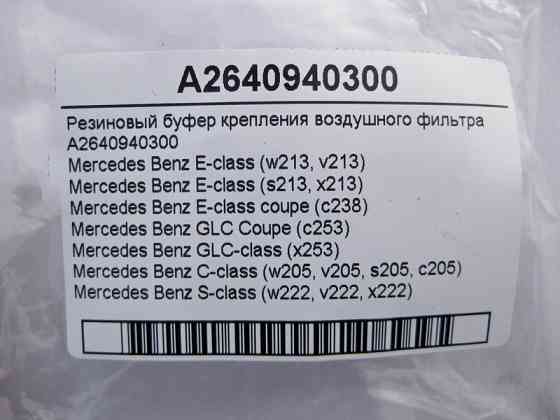 A2640940300
Резиновый буфер крепления воздушного фильтра
A2640940300
Mercedes Benz E-class (w213, v213)
Mercedes Benz E-class (s213, x213)
Mercedes Benz E-class coupe (c238)
Mercedes Benz GLC Coupe (c253)
Mercedes Benz GLC-class (x253)
Mercedes Benz C-class (w205, v205, s205, c205)
Mercedes Benz S-class (w222, v222, x222)